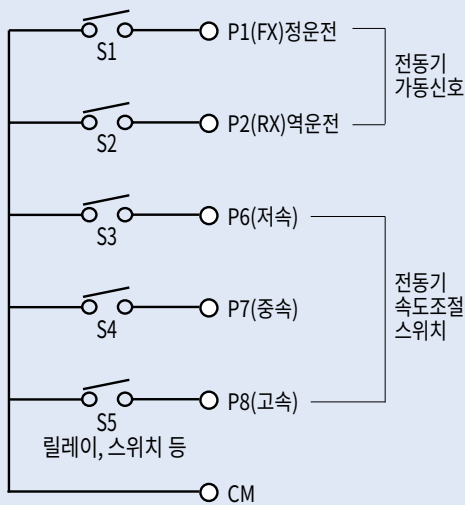 S1
P1(FX)정운전
전동기
가동신호
S2
P2(RX)역운전
S3
P6(저속)
전동기
속도조절
스위치
S4
P7(중속)
S5
P8(고속)
릴레이, 스위치 등
CM